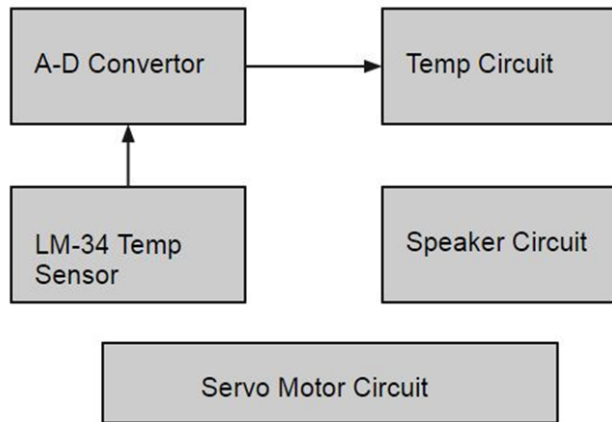 A-D Convertor
Temp Circuit
LM-34 Temp
Sensor
Speaker Circuit
Servo Motor Circuit